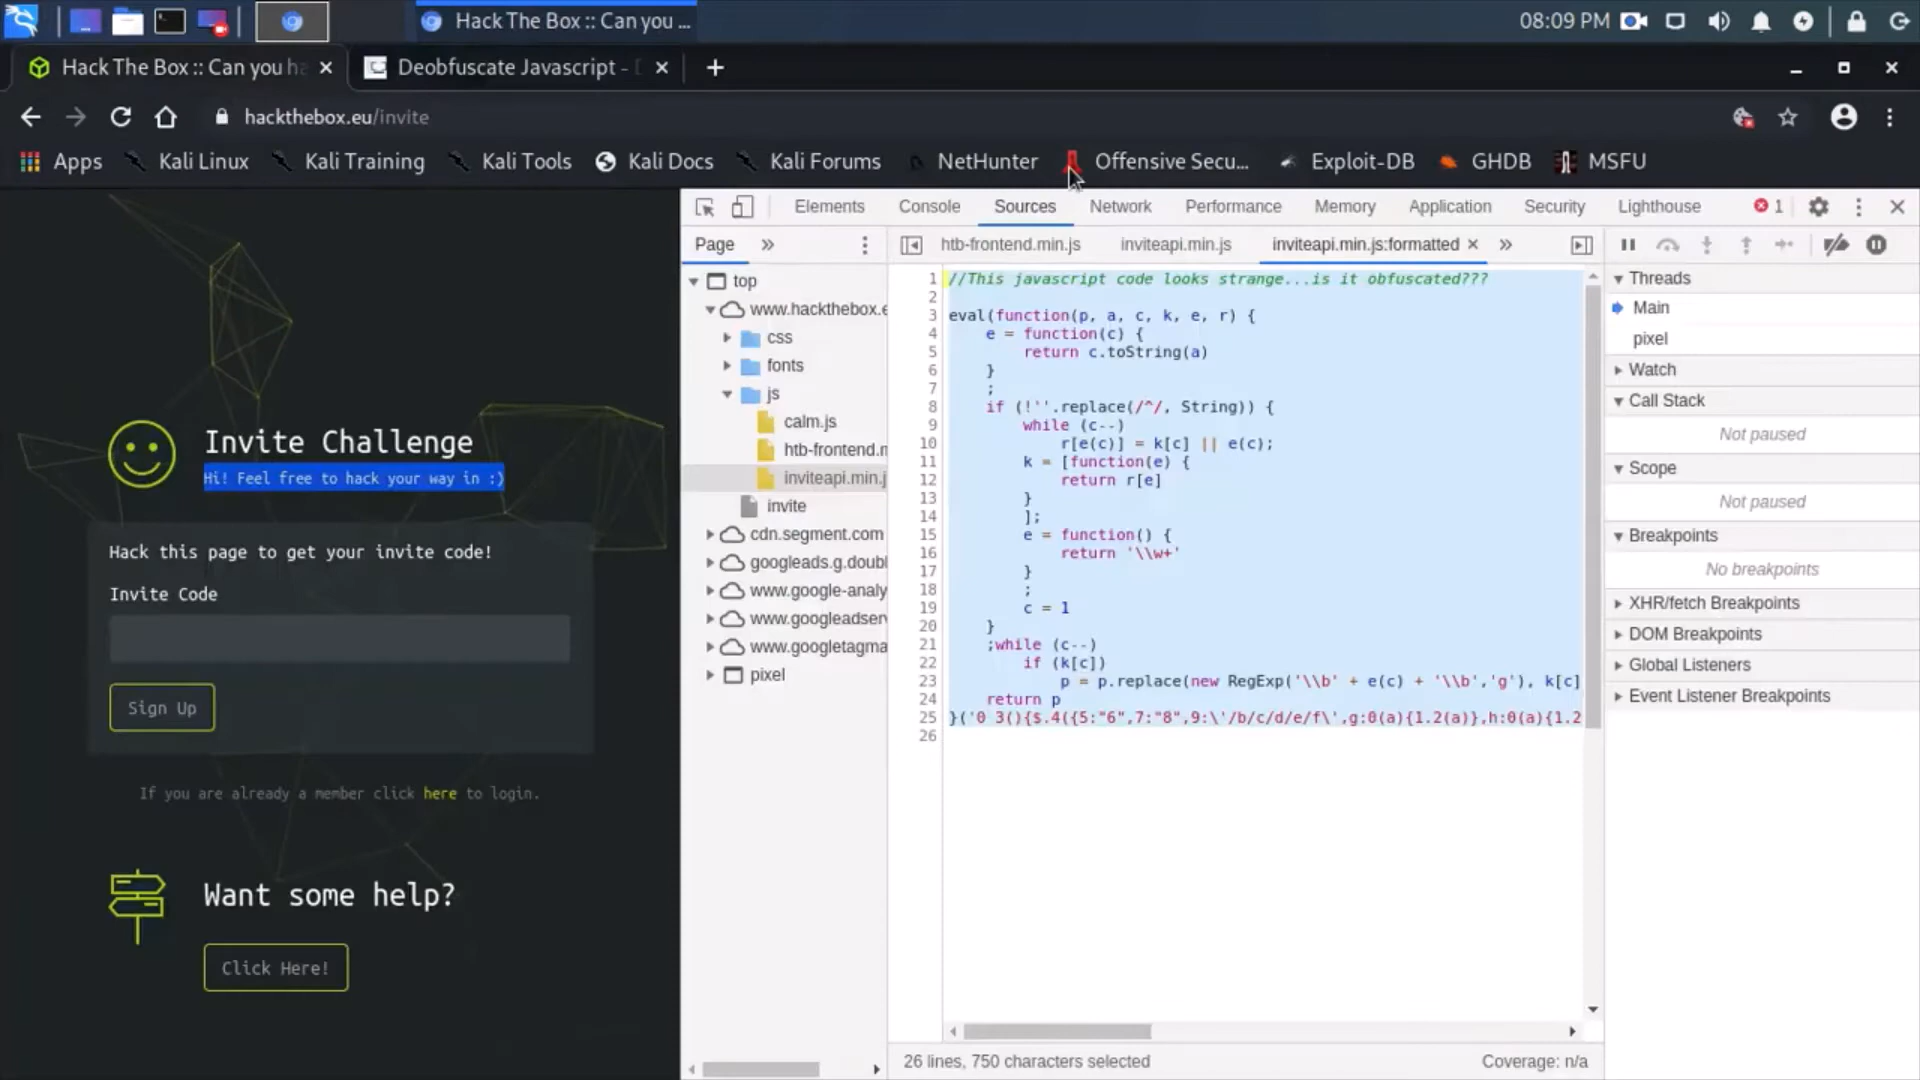 Hack The Box :: Can you ...
08:09 PM
Hack The Box :: Can you ha
Deobfuscate Javascript -
hackthebox.eu/invite
Apps
Kali Linux
Kali Training
Kali Tools
Kali Docs
Kali Forums
NetHunter
Offensive Secu...
Exploit-DB
GHDB
MSFU
Invite Challenge
Hi! Feel free to hack your way in :)
Hack this page to get your invite code!
Invite Code
Sign Up
If you are already a member click here to login.
Want some help?
Click Here!
Elements
Console
Sources
Network
Performance
Memory
Application
Security
Lighthouse
1
Page
»
htb-frontend.min.js
inviteapi.min.js
inviteapi.min.js:formatted
»
top
www.hackthebox.e
css
fonts
js
calm.js
htb-frontend.m
inviteapi.min.j
invite
cdn.segment.com
googleads.g.doubl
www.google-analy
www.googleadserv
www.googletagma
pixel
1 //This javascript code looks strange...is it obfuscated???
2
3 eval(function(p, a, c, k, e, r) {
4 e = function(c) {
5 return c.toString(a)
6 }
7 ;
8 if (!''.replace(/^/, String)) {
9 while (c--)
10 r[e(c)] = k[c] || e(c);
11 k = [function(e) {
12 return r[e]
13 }
14 ];
15 e = function() {
16 return '\\w+'
17 }
18 ;
19 c = 1
20 }
21 ;while (c--)
22 if (k[c])
23 p = p.replace(new RegExp('\\b' + e(c) + '\\b','g'), k[c]
24 return p
25 }('0 3(){$.4({5:"6",7:"8",9:\'/b/c/d/e/f\',g:0(a){1.2(a)},h:0(a){1.2
26
26 lines, 750 characters selected
Coverage: n/a
Threads
Main
pixel
Watch
Call Stack
Not paused
Scope
Not paused
Breakpoints
No breakpoints
XHR/fetch Breakpoints
DOM Breakpoints
Global Listeners
Event Listener Breakpoints